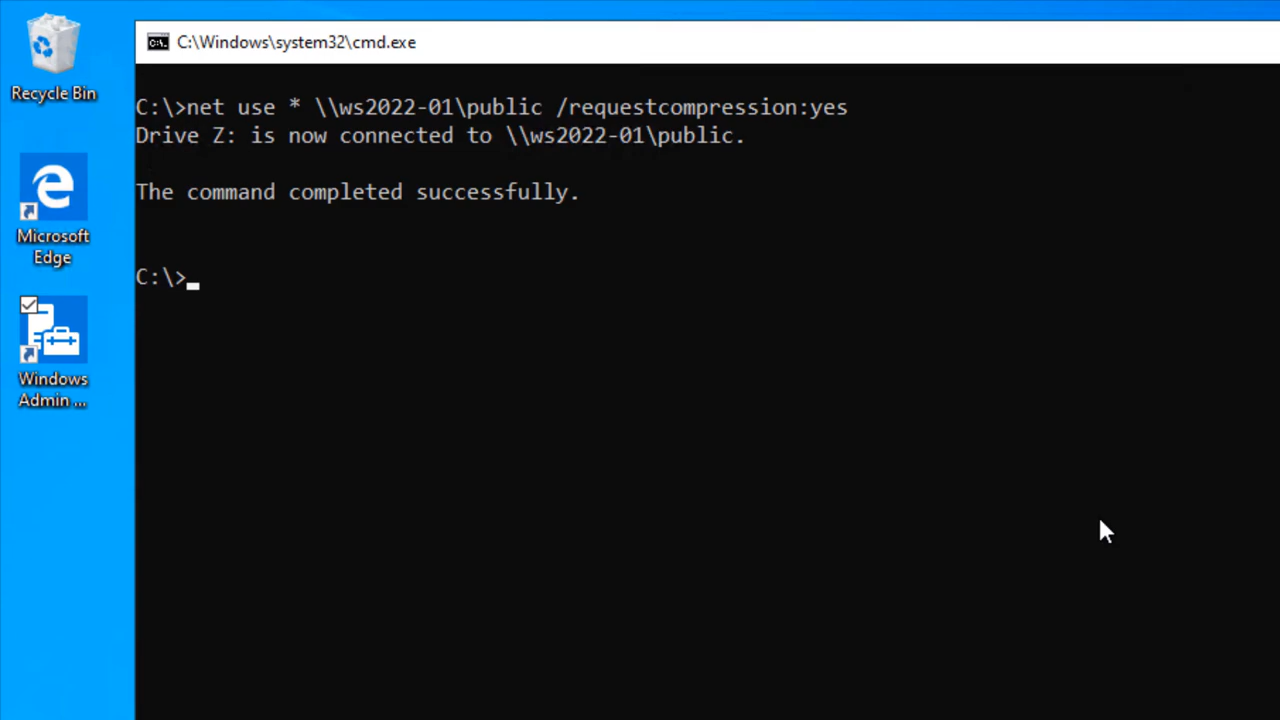 C:\Windows\system32\cmd.exe
Recycle Bin
Microsoft
Edge
Windows
Admin ...
C:\>net use * \\ws2022-01\public /requestcompression:yes
Drive Z: is now connected to \\ws2022-01\public.
The command completed successfully.
C:\>